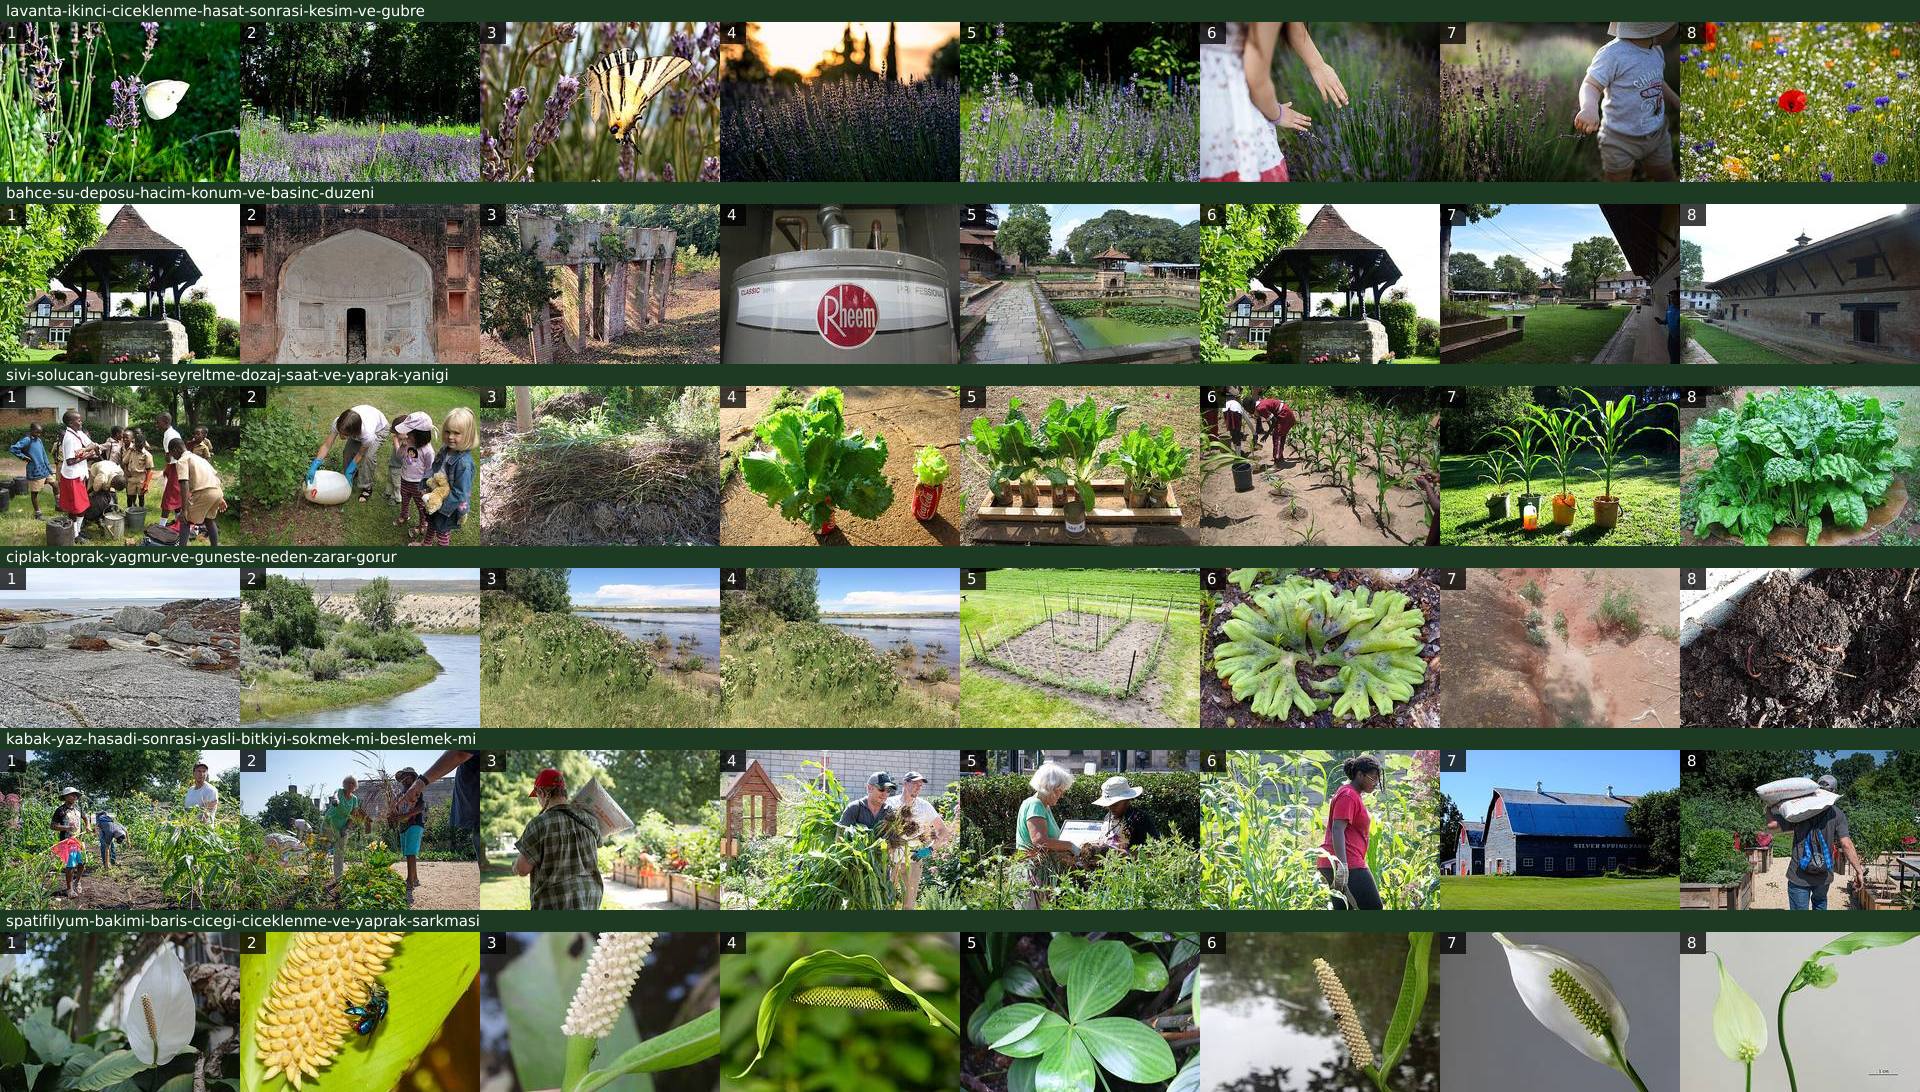 lavanta-ikinci-ciceklenme-hasat-sonrasi-kesim-ve-gubre
1 2 3 4 5 6 7 8
bahce-su-deposu-hacim-konum-ve-basinc-duzeni
1 2 3 4 5 6 7 8
CLASSIC
Rheem
sivi-solucan-gubresi-seyreltme-dozaj-saat-ve-yaprak-yanigi
1 2 3 4 5 6 7 8
ciplak-toprak-yagmur-ve-guneste-neden-zarar-gorur
1 2 3 4 5 6 7 8
kabak-yaz-hasadi-sonrasi-yasli-bitkiyi-sokmek-mi-beslemek-mi
1 2 3 4 5 6 7 8
spatifilyum-bakimi-baris-cicegi-ciceklenme-ve-yaprak-sarkmasi
1 2 3 4 5 6 7 8